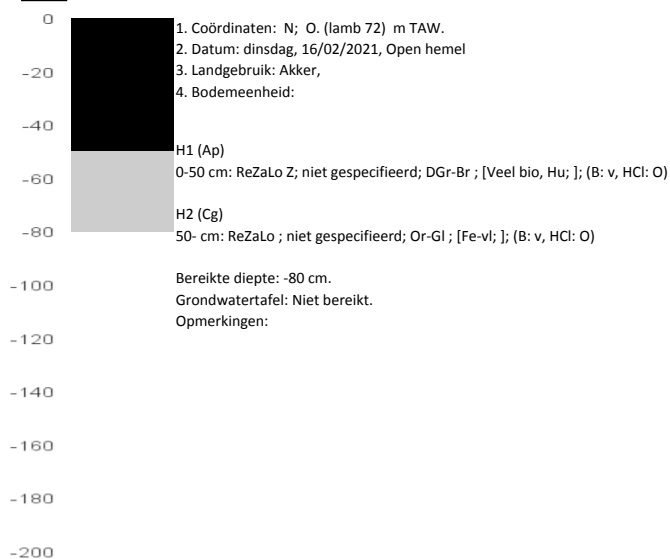 0
-20
-40
-60
-80
-100
-120
-140
-160
-180
-200
1. Coördinaten:  N;  O. (lamb 72)  m TAW.
2. Datum: dinsdag, 16/02/2021, Open hemel
3. Landgebruik: Akker,
4. Bodemeenheid:
H1 (Ap)
0-50 cm: ReZaLo Z; niet gespecifieerd; DGr-Br ; [Veel bio, Hu; ]; (B: v, HCl: O)
H2 (Cg)
50- cm: ReZaLo ; niet gespecifieerd; Or-Gl ; [Fe-vl; ]; (B: v, HCl: O)
Bereikte diepte: -80 cm.
Grondwatertafel: Niet bereikt.
Opmerkingen: